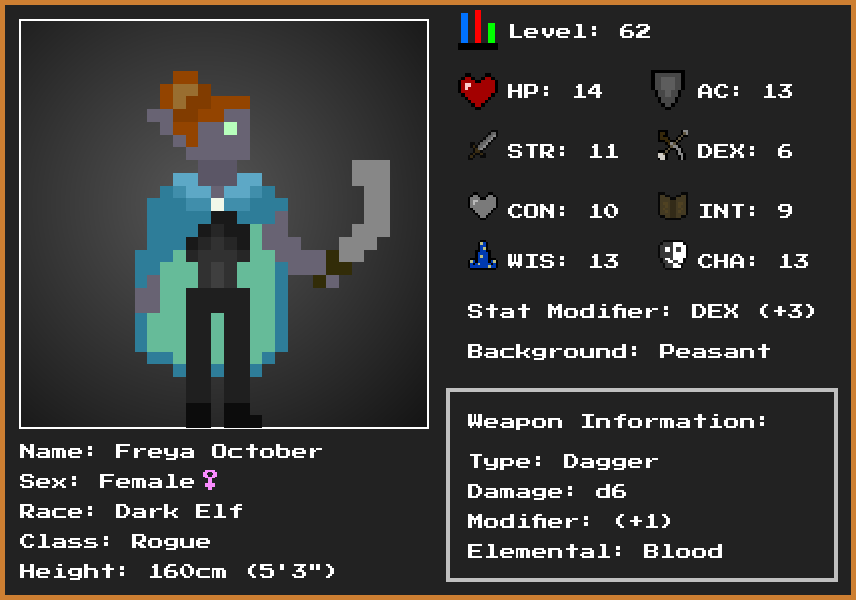 Level: 62
HP: 14
AC: 13
STR: 11
DEX: 6
CON: 10
INT: 9
WIS: 13
CHA: 13
Stat Modifier: DEX (+3)
Background: Peasant
Weapon Information:
Type: Dagger
Damage: d6
Modifier: (+1)
Elemental: Blood
Name: Freya October
Sex: Female♀
Race: Dark Elf
Class: Rogue
Height: 160cm (5'3")